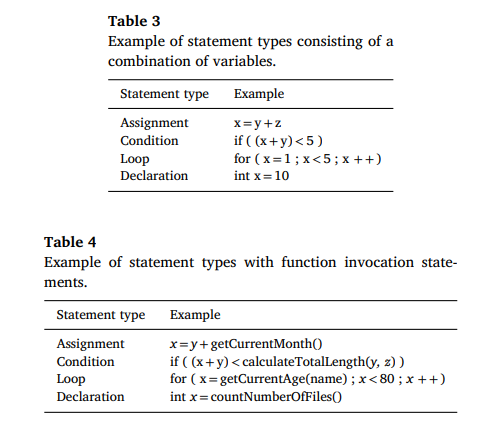 Table 3
Example of statement types consisting of a
combination of variables.
Statement type Example
Assignment x=y+z
Condition if ( (x+y)<5 )
Loop for ( x=1 ; x<5 ; x ++)
Declaration int x=10
Table 4
Example of statement types with function invocation state-
ments.
Statement type Example
Assignment x=y+getCurrentMonth()
Condition if ( (x+y)<calculateTotalLength(y, z) )
Loop for ( x=getCurrentAge(name) ; x<80 ; x ++)
Declaration int x=countNumberOfFiles()